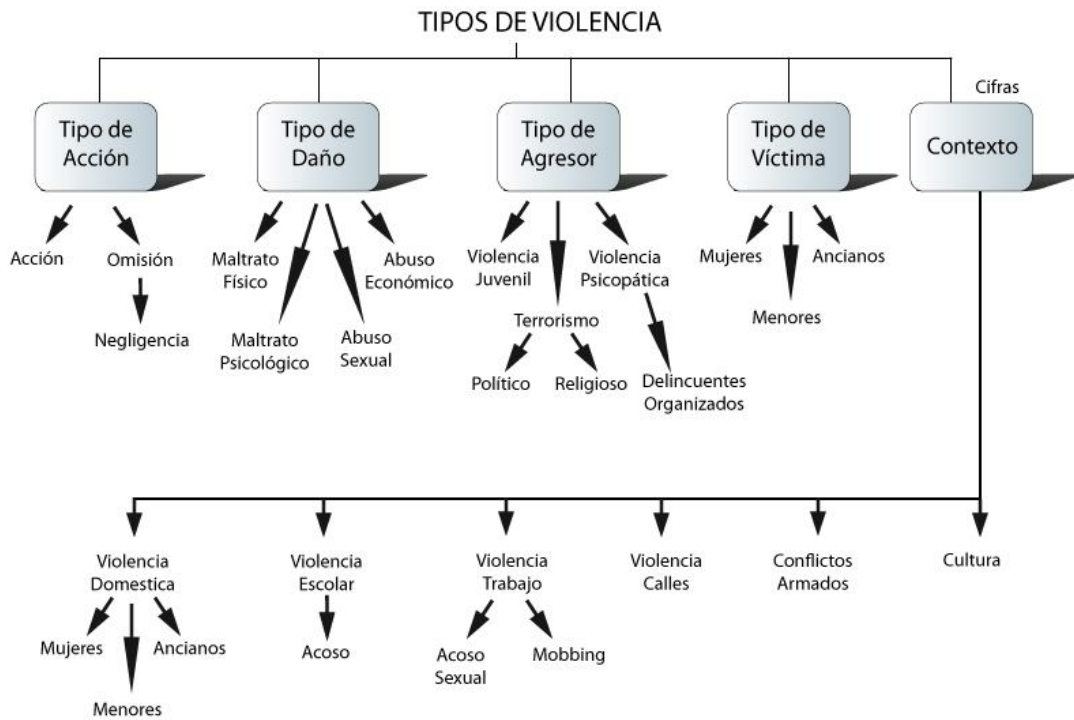 TIPOS DE VIOLENCIA
Cifras
Tipo de
Acción
Tipo de
Daño
Tipo de
Agresor
Tipo de
Víctima
Contexto
Acción
Omisión
Negligencia
Maltrato
Físico
Maltrato
Psicológico
Abuso
Sexual
Abuso
Económico
Violencia
Juvenil
Terrorismo
Político
Religioso
Violencia
Psicopática
Delincuentes
Organizados
Mujeres
Menores
Ancianos
Violencia
Domestica
Mujeres
Menores
Ancianos
Violencia
Escolar
Acoso
Violencia
Trabajo
Acoso
Sexual
Mobbing
Violencia
Calles
Conflictos
Armados
Cultura